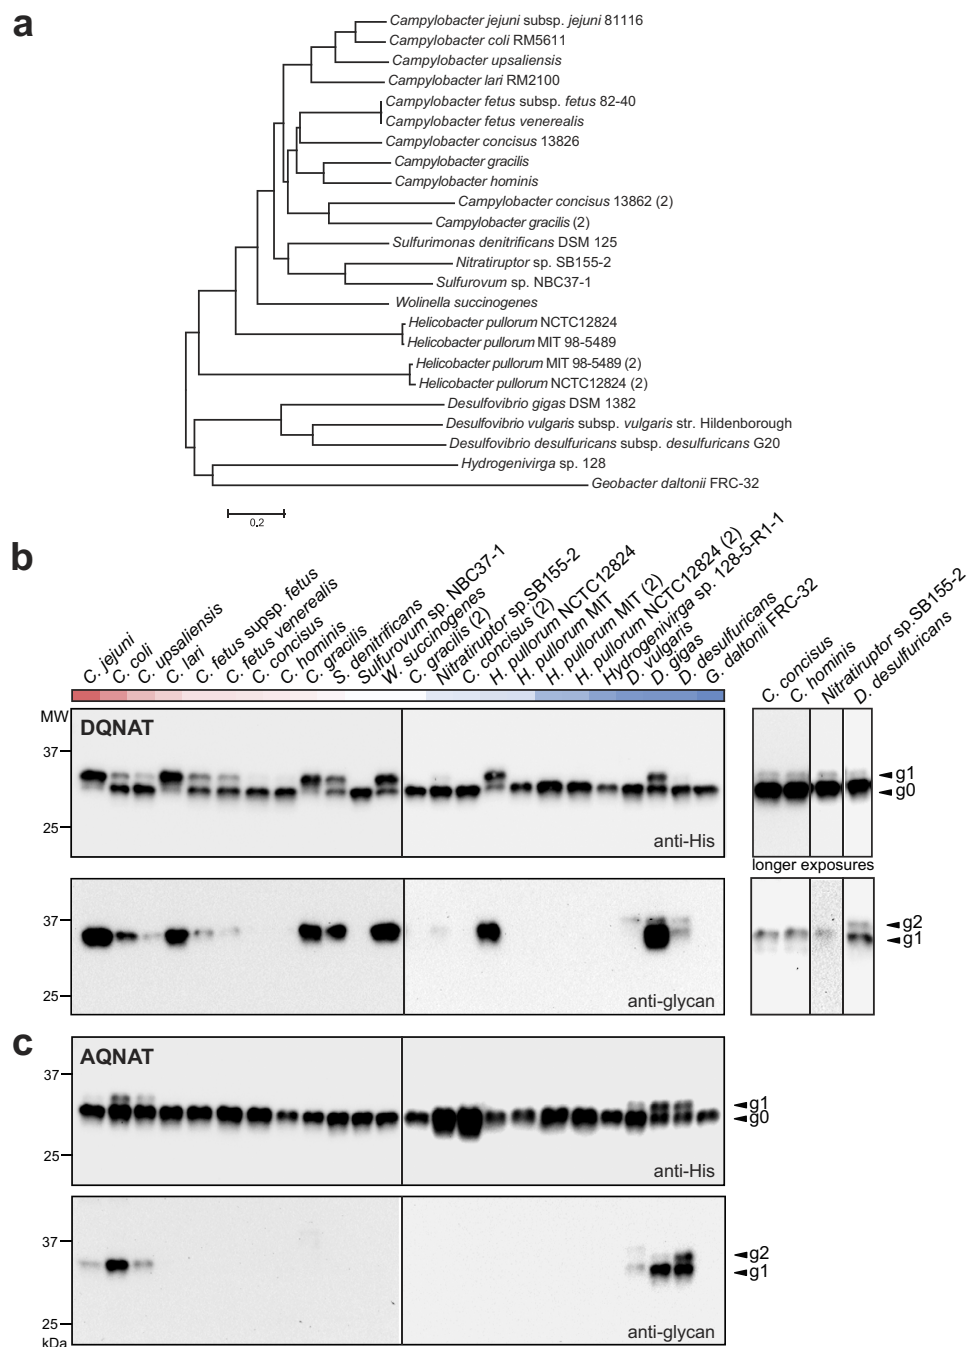 a
Campylobacter jejuni subsp. jejuni 81116
Campylobacter coli RM5611
Campylobacter upsaliensis
Campylobacter lari RM2100
Campylobacter fetus subsp. fetus 82-40
Campylobacter fetus venerealis
Campylobacter concisus 13826
Campylobacter gracilis
Campylobacter hominis
Campylobacter concisus 13862 (2)
Campylobacter gracilis (2)
Sulfurimonas denitrificans DSM 125
Nitratiruptor sp. SB155-2
Sulfurovum sp. NBC37-1
Wolinella succinogenes
Helicobacter pullorum NCTC12824
Helicobacter pullorum MIT 98-5489
Helicobacter pullorum MIT 98-5489 (2)
Helicobacter pullorum NCTC12824 (2)
Desulfovibrio gigas DSM 1382
Desulfovibrio vulgaris subsp. vulgaris str. Hildenborough
Desulfovibrio desulfuricans subsp. desulfuricans G20
Hydrogenivirga sp. 128
Geobacter daltonii FRC-32
0.2
b
C. jejuni
C. coli
C. upsaliensis
C. lari
C. fetus supsp. fetus
C. fetus venerealis
C. concisus
C. hominis
C. gracilis
S. denitrificans
Sulfurovum sp. NBC37-1
W. succinogenes
C. gracilis (2)
Nitratiruptor sp.SB155-2
C. concisus (2)
H. pullorum NCTC12824
H. pullorum MIT
H. pullorum MIT (2)
H. pullorum NCTC12824 (2)
Hydrogenivirga sp. 128-5-R1-1
D. vulgaris
D. gigas
D. desulfuricans
G. daltonii FRC-32
C. concisus
C. hominis
Nitratiruptor sp.SB155-2
D. desulfuricans
MW
DQNAT
37
25
anti-His
g1
g0
longer exposures
37
25
anti-glycan
g2
g1
c
AQNAT
37
25
anti-His
g1
g0
37
25
kDa
anti-glycan
g2
g1